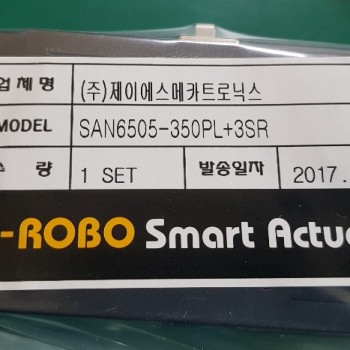 업체명 (주)제이에스메카트로닉스
MODEL SAN6505-350PL+3SR
수 량 1 SET 발송일자 2017.
-ROBO Smart Actu